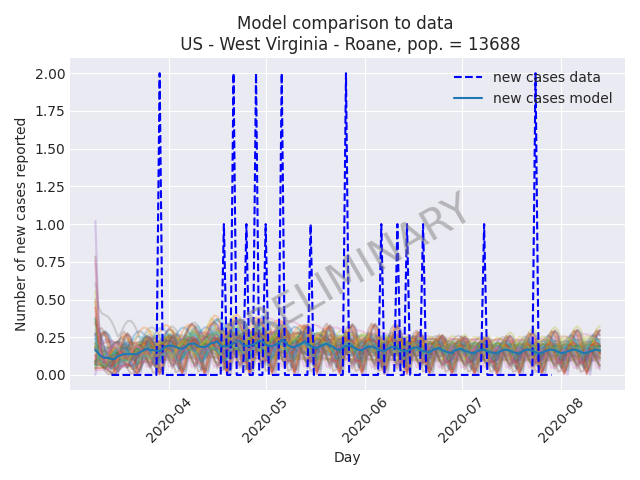 Model comparison to data
US - West Virginia - Roane, pop. = 13688
new cases data
new cases model
Number of new cases reported
2.00
1.75
1.50
1.25
1.00
0.75
0.50
0.25
0.00
PRELIMINARY
2020-04
2020-05
2020-06
2020-07
2020-08
Day